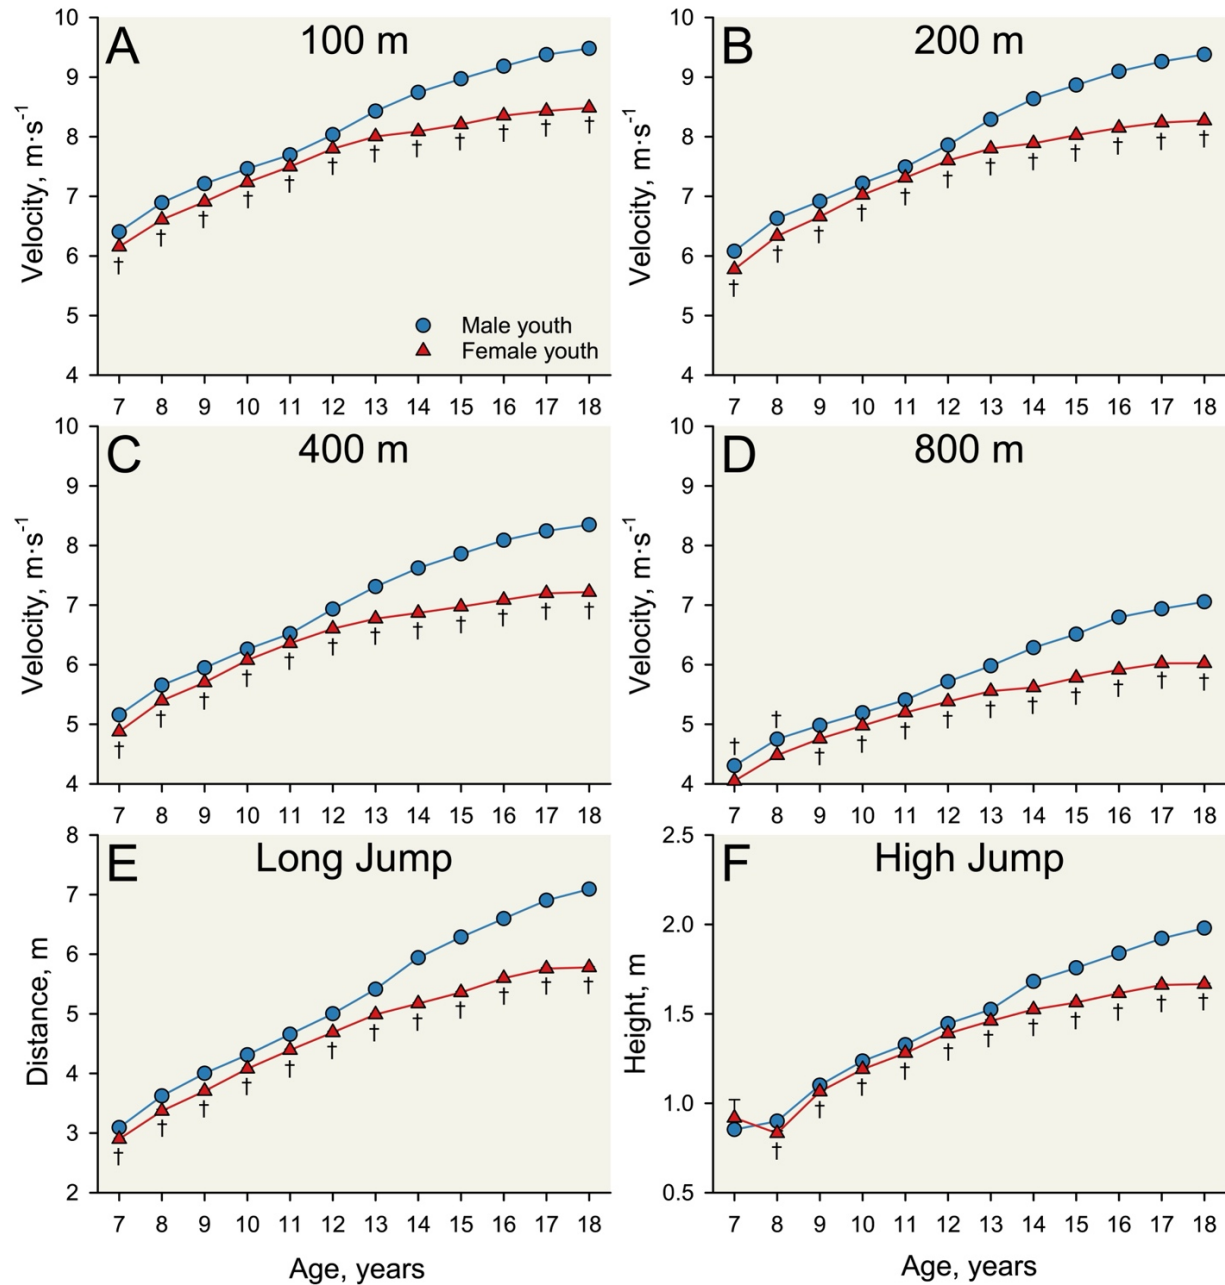 A 100 m
10
9
8
7
6
5
4
Velocity, m·s⁻¹
† † † † † † † † † † † †
Male youth
Female youth
7 8 9 10 11 12 13 14 15 16 17 18
B 200 m
10
9
8
7
6
5
4
Velocity, m·s⁻¹
† † † † † † † † † † † †
7 8 9 10 11 12 13 14 15 16 17 18
C 400 m
10
9
8
7
6
5
4
Velocity, m·s⁻¹
† † † † † † † † † † † †
7 8 9 10 11 12 13 14 15 16 17 18
D 800 m
10
9
8
7
6
5
4
Velocity, m·s⁻¹
† † † † † † † † † † † †
7 8 9 10 11 12 13 14 15 16 17 18
E Long Jump
8
7
6
5
4
3
2
Distance, m
† † † † † † † † † † † †
7 8 9 10 11 12 13 14 15 16 17 18
Age, years
F High Jump
2.5
2.0
1.5
1.0
0.5
Height, m
† † † † † † † † † † †
7 8 9 10 11 12 13 14 15 16 17 18
Age, years